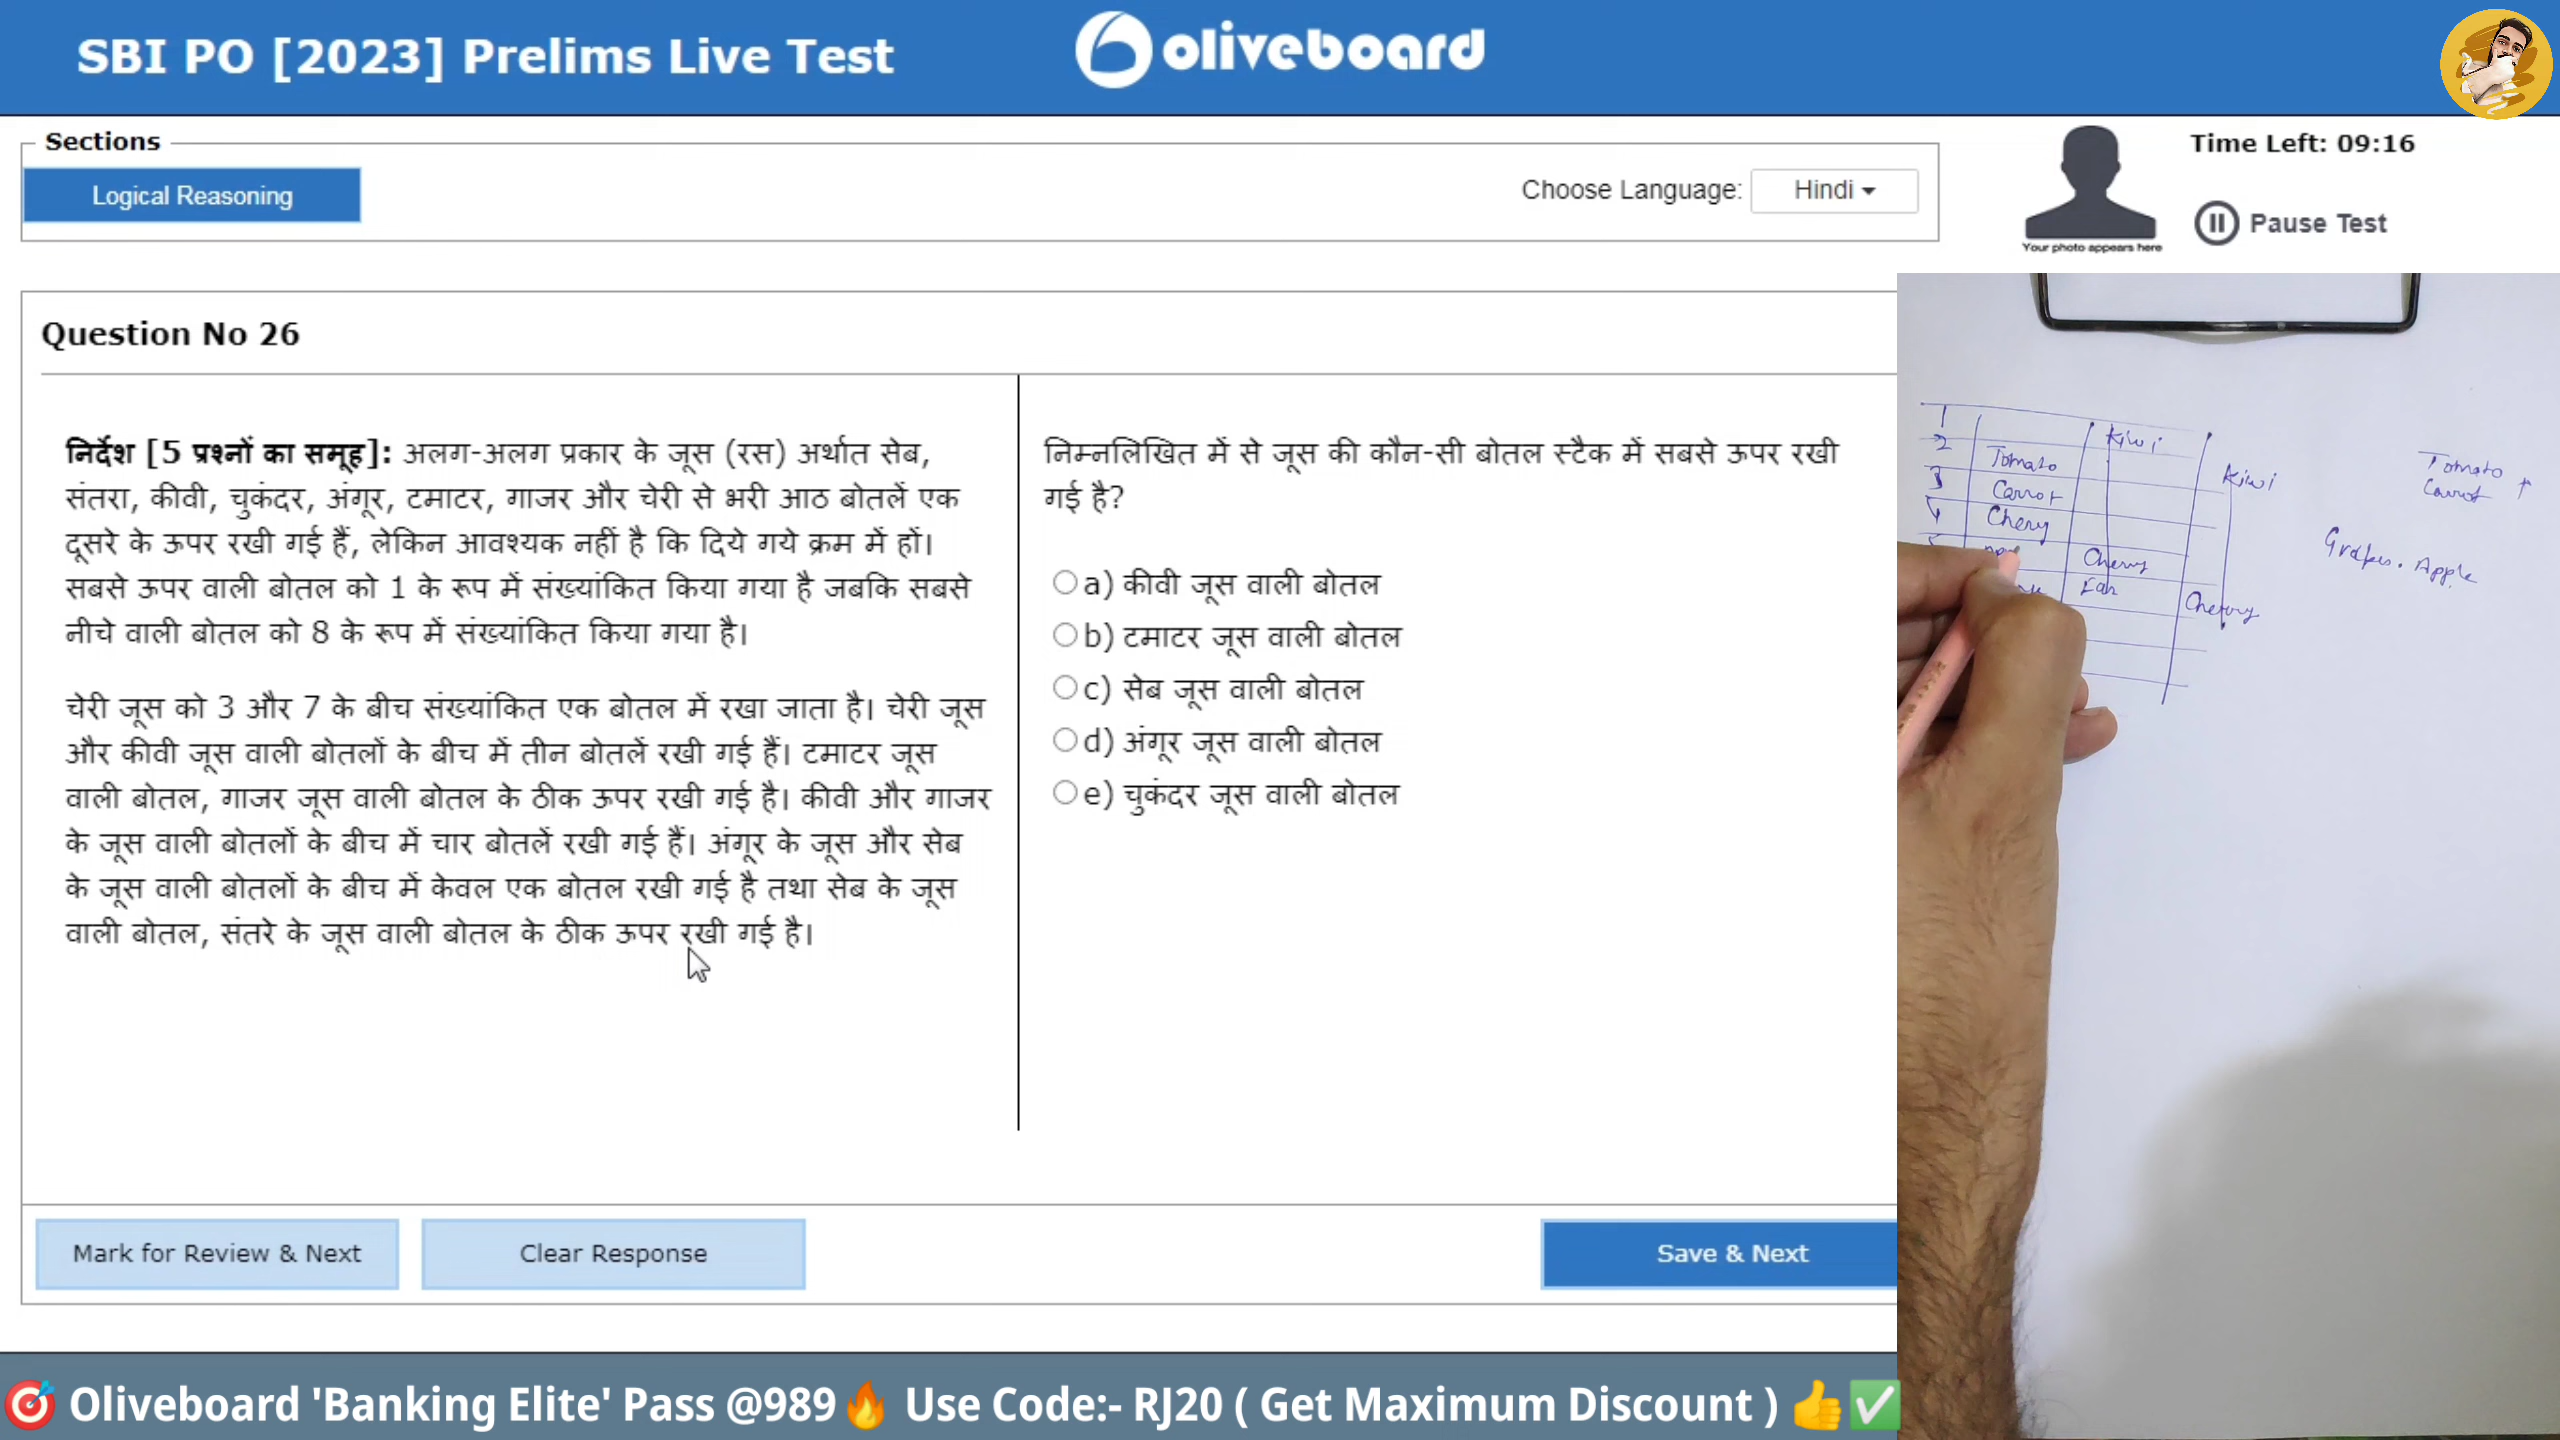 SBI PO [2023] Prelims Live Test
oliveboard
Sections
Logical Reasoning
Choose Language: Hindi
Your photo appears here
Time Left: 09:16
Pause Test
Question No 26
निर्देश [5 प्रश्नों का समूह]: अलग-अलग प्रकार के जूस (रस) अर्थात सेब,
संतरा, कीवी, चुकंदर, अंगूर, टमाटर, गाजर और चेरी से भरी आठ बोतलें एक
दूसरे के ऊपर रखी गई हैं, लेकिन आवश्यक नहीं है कि दिये गये क्रम में हों।
सबसे ऊपर वाली बोतल को 1 के रूप में संख्यांकित किया गया है जबकि सबसे
नीचे वाली बोतल को 8 के रूप में संख्यांकित किया गया है।
चेरी जूस को 3 और 7 के बीच संख्यांकित एक बोतल में रखा जाता है। चेरी जूस
और कीवी जूस वाली बोतलों के बीच में तीन बोतलें रखी गई हैं। टमाटर जूस
वाली बोतल, गाजर जूस वाली बोतल के ठीक ऊपर रखी गई है। कीवी और गाजर
के जूस वाली बोतलों के बीच में चार बोतलें रखी गई हैं। अंगूर के जूस और सेब
के जूस वाली बोतलों के बीच में केवल एक बोतल रखी गई है तथा सेब के जूस
वाली बोतल, संतरे के जूस वाली बोतल के ठीक ऊपर रखी गई है।
निम्नलिखित में से जूस की कौन-सी बोतल स्टैक में सबसे ऊपर रखी
गई है?
a) कीवी जूस वाली बोतल
b) टमाटर जूस वाली बोतल
c) सेब जूस वाली बोतल
d) अंगूर जूस वाली बोतल
e) चुकंदर जूस वाली बोतल
Mark for Review & Next
Clear Response
Save & Next
1
Kiwi
2 Tomato
Kiwi
3 Carrot
4 Chery
Chery
Cherry
Tomato
Carrot
Grapes . Apple
Oliveboard 'Banking Elite' Pass @989 Use Code:- RJ20 ( Get Maximum Discount )